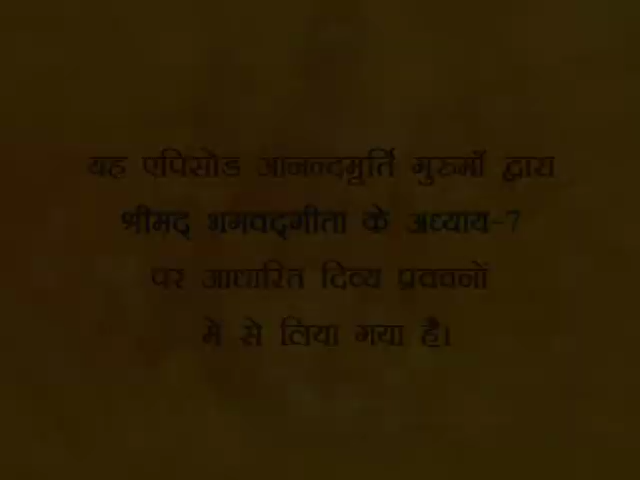 यह एपिसोड आनन्दमूर्ति गुरुमाँ द्वारा
श्रीमद् भगवद्गीता के अध्याय-7
पर आधारित दिव्य प्रवचनों
में से लिया गया है।